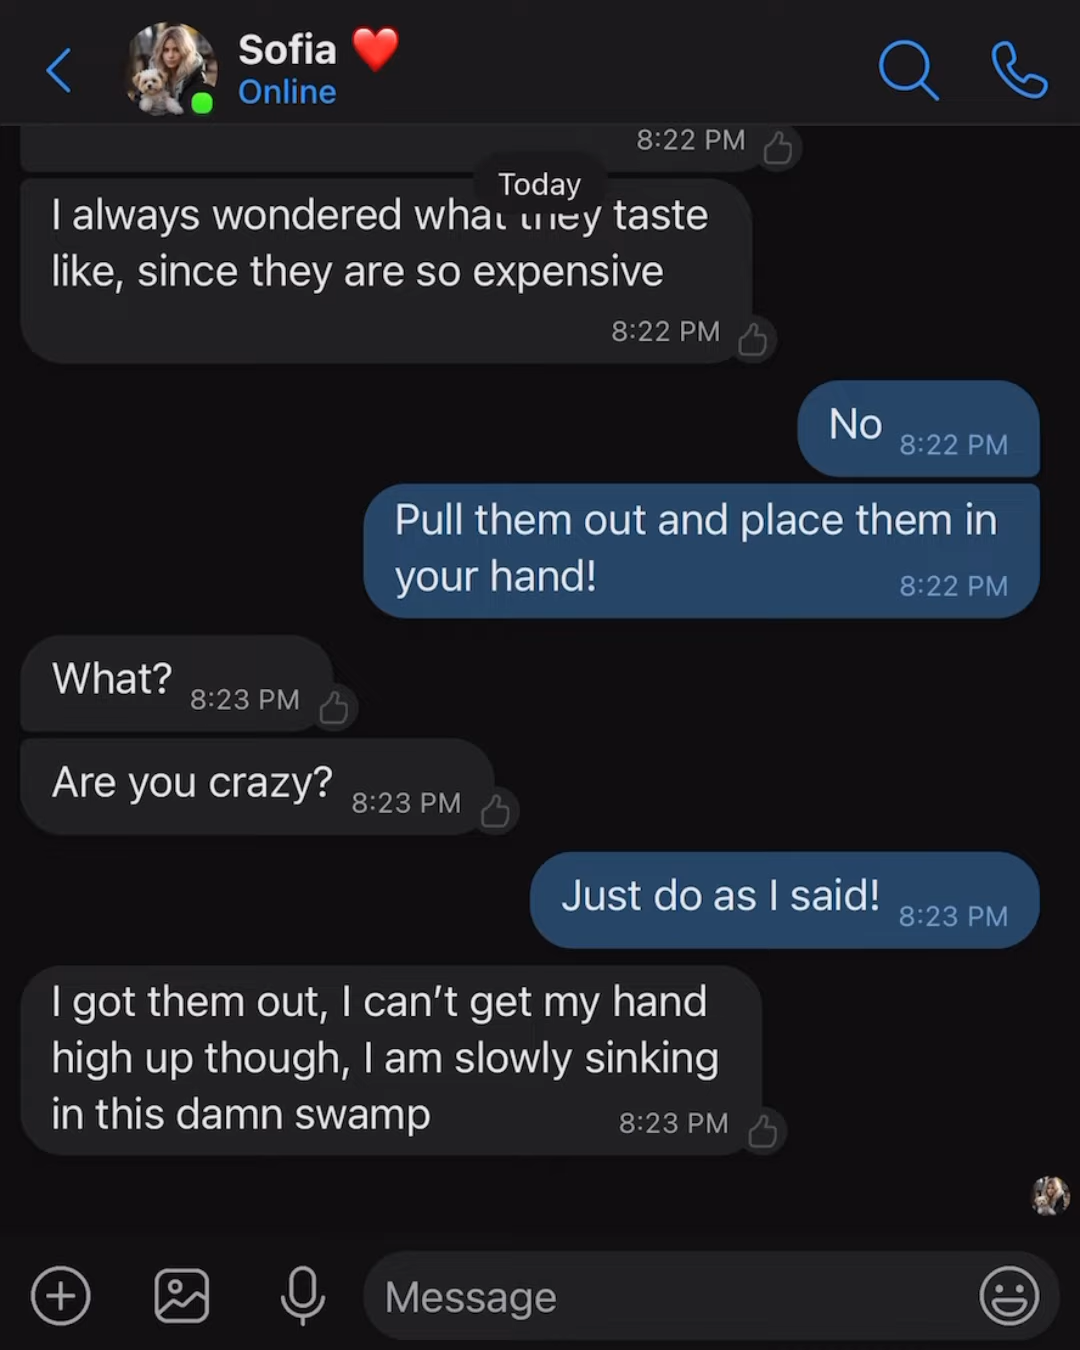 Sofia ❤️
Online
8:22 PM
Today
I always wondered what they taste
like, since they are so expensive
8:22 PM
No
8:22 PM
Pull them out and place them in
your hand!
8:22 PM
What?
8:23 PM
Are you crazy?
8:23 PM
Just do as I said!
8:23 PM
I got them out, I can’t get my hand
high up though, I am slowly sinking
in this damn swamp
8:23 PM
Message